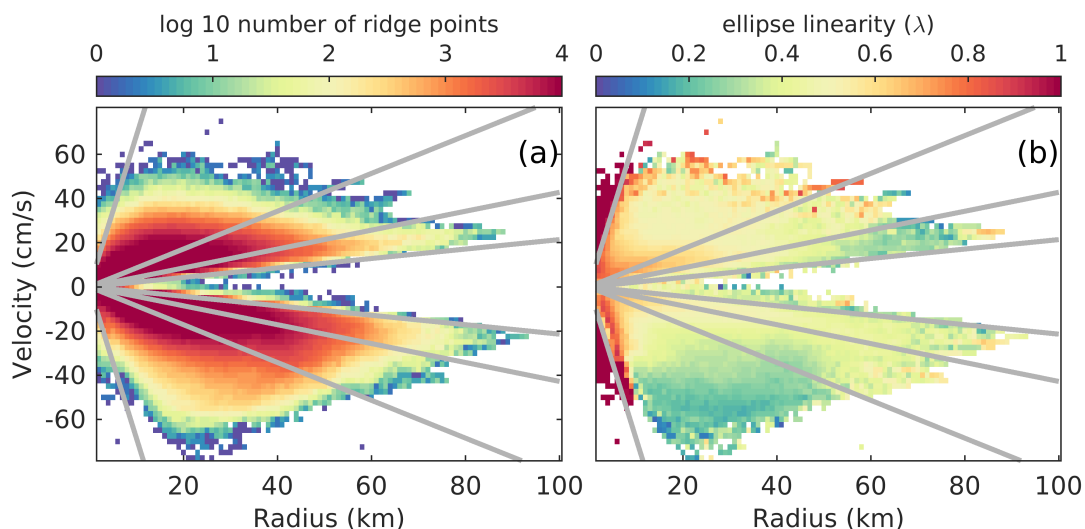 log 10 number of ridge points
ellipse linearity (λ)
0 1 2 3 4
0 0.2 0.4 0.6 0.8 1
(a)
(b)
60
40
20
0
-20
-40
-60
Velocity (cm/s)
20 40 60 80 100
20 40 60 80 100
Radius (km)
Radius (km)